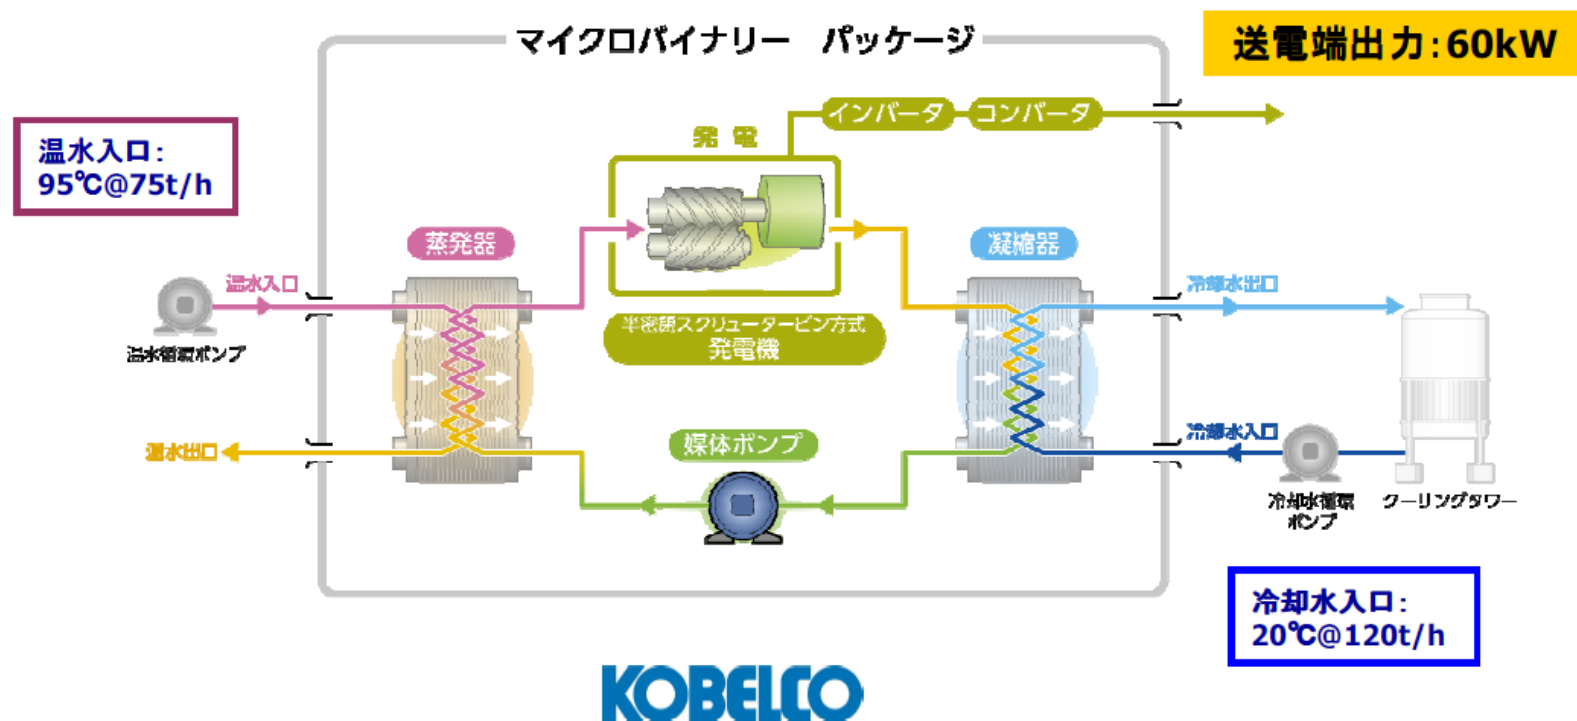 マイクロバイナリー　パッケージ
送電端出力:60kW
インバータ
コンバータ
発電
温水入口:
95℃@75t/h
蒸発器
凝縮器
温水入口
冷却水出口
半密閉スクリュータービン方式
発電機
温水循環ポンプ
媒体ポンプ
冷却水入口
温水出口
冷却水循環
ポンプ
クーリングタワー
冷却水入口:
20℃@120t/h
KOBELCO